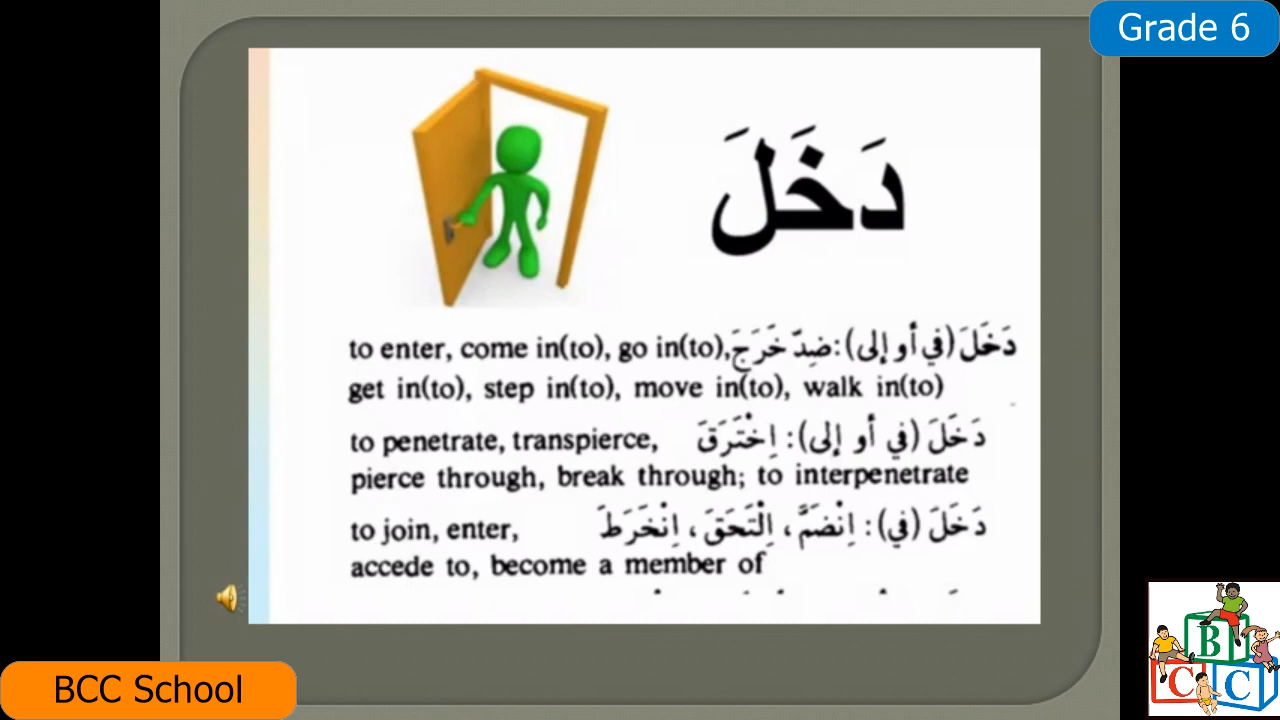 Grade 6
دَخَلَ
دَخَلَ (في أو إلى): ضِدّ خَرَجَ to enter, come in(to), go in(to),
get in(to), step in(to), move in(to), walk in(to)
دَخَلَ (في أو إلى): اِخْتَرَقَ to penetrate, transpierce,
pierce through, break through; to interpenetrate
دَخَلَ (في): اِنْضَمَّ، اِلْتَحَقَ، اِنْخَرَطَ to join, enter,
accede to, become a member of
BCC School
B
C C